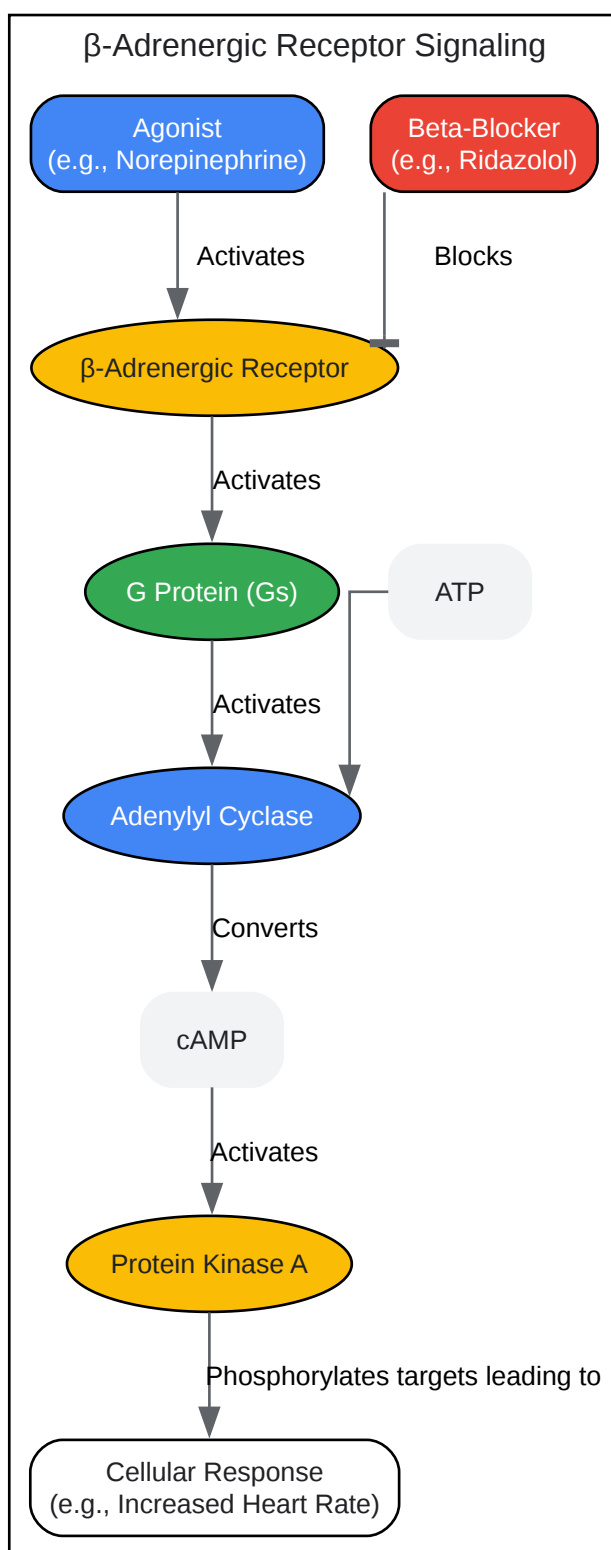 β-Adrenergic Receptor Signaling
Agonist
(e.g., Norepinephrine)
Beta-Blocker
(e.g., Ridazolol)
Activates
Blocks
β-Adrenergic Receptor
Activates
G Protein (Gs)
ATP
Activates
Adenylyl Cyclase
Converts
cAMP
Activates
Protein Kinase A
Phosphorylates targets leading to
Cellular Response
(e.g., Increased Heart Rate)